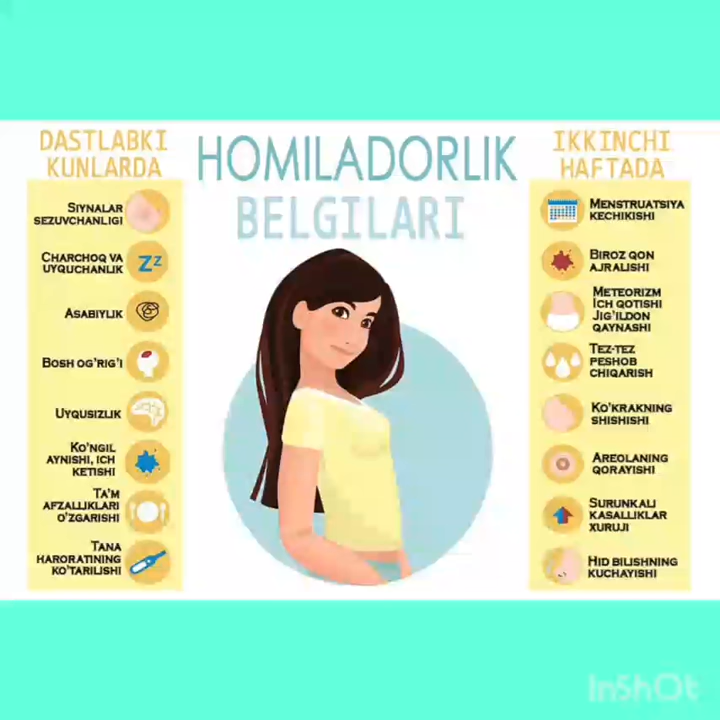 DASTLABKI
KUNLARDA
HOMILADORLIK
BELGILARI
IKKINCHI
HAFTADA
SIYNALAR
SEZUVCHANLIGI
CHARCHOQ VA
UYQUCHANLIK
ZZ
ASABIYLIK
BOSH OG'RIG'I
UYQUSIZLIK
KO'NGIL
AYNISHI, ICH
KETISHI
TA'M
AFZALLIKLARI
O'ZGARISHI
TANA
HARORATINING
KO'TARILISHI
MENSTRUATSIYA
KECHIKISHI
BIROZ QON
AJRALISHI
METEORIZM
ICH QOTISHI
JIG'ILDON
QAYNASHI
TEZ-TEZ
PESHOB
CHIQARISH
KO'KRAKNING
SHISHISHI
AREOLANING
QORAYISHI
SURUNKALI
KASALLIKLAR
XURUJI
HID BILISHNING
KUCHAYISHI
InShOt